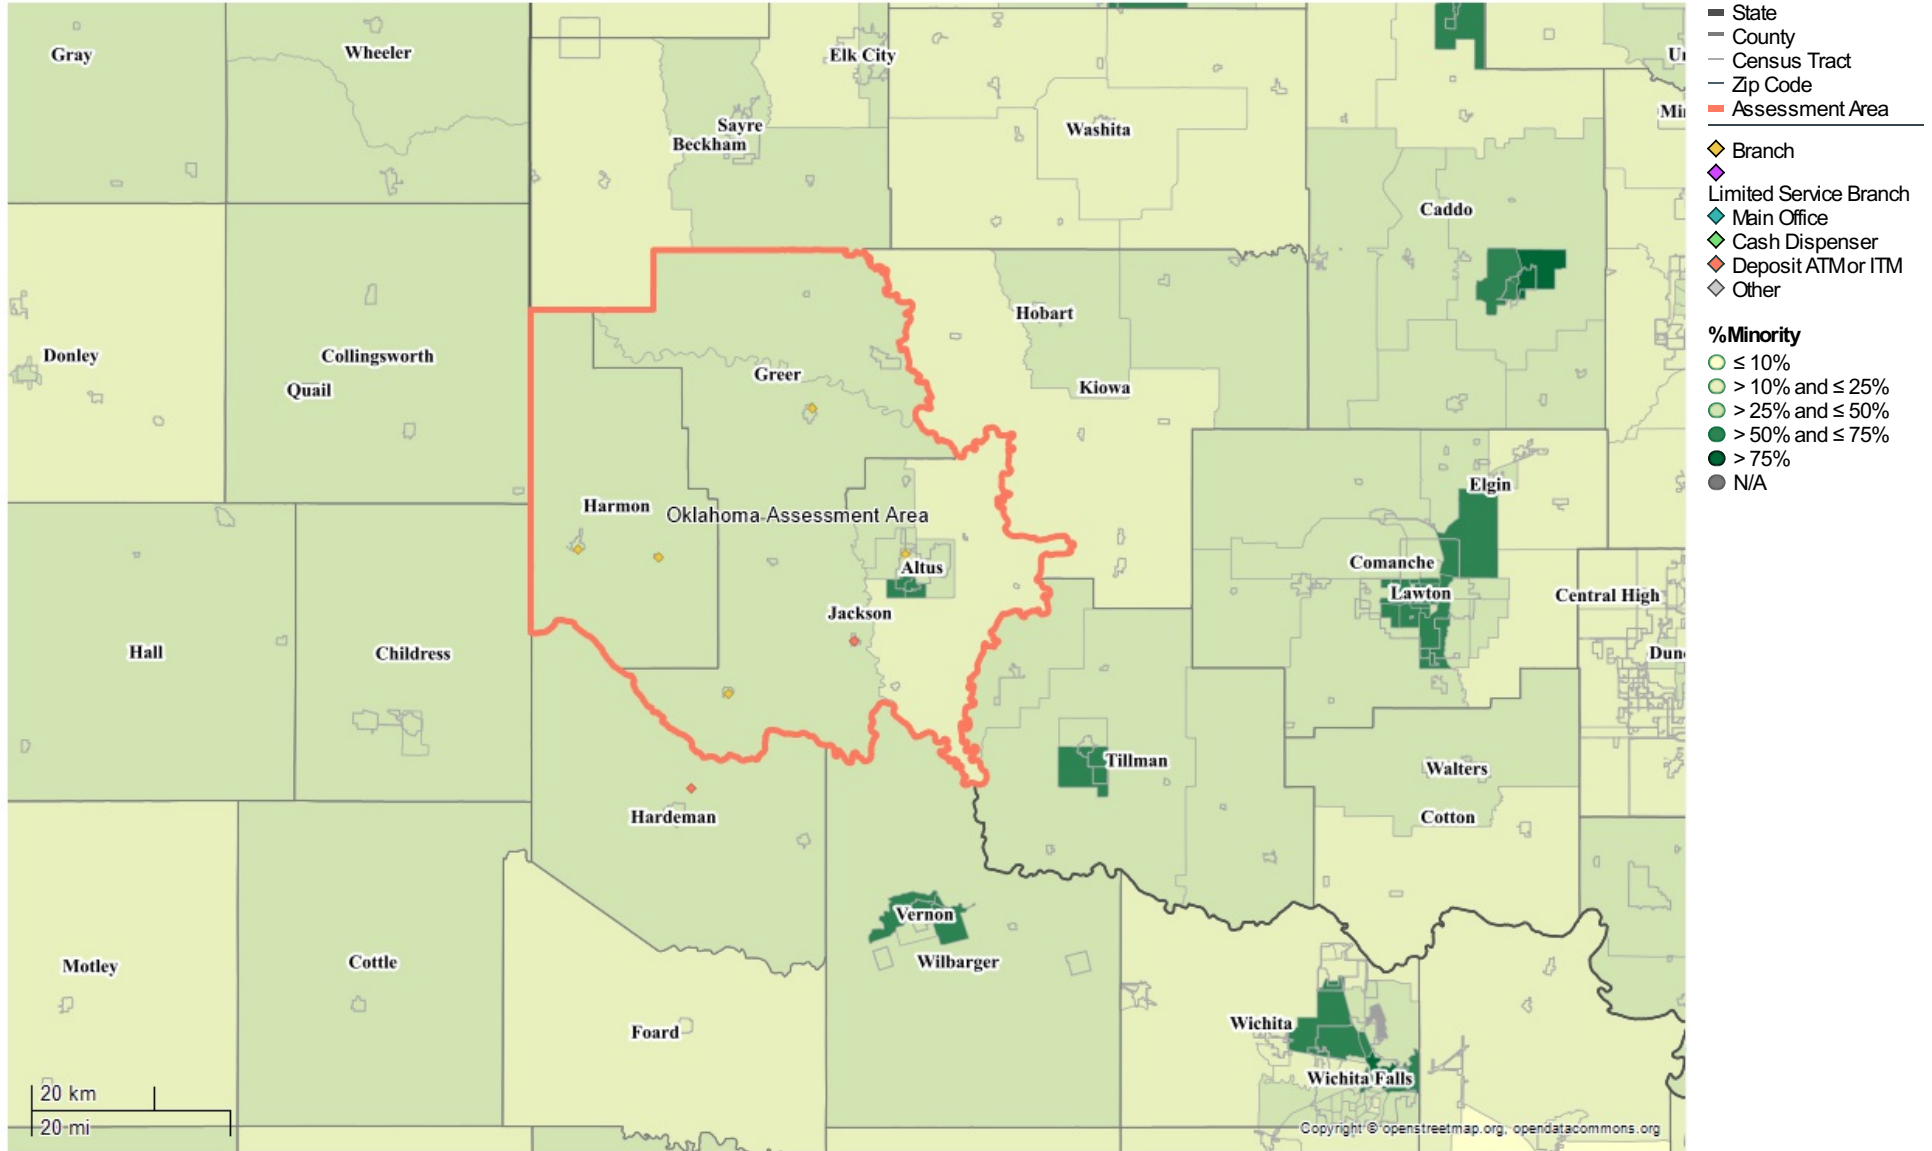 Gray
Wheeler
Elk City
Sayre
Beckham
Washita
Caddo
Donley
Collingsworth
Quail
Greer
Hobart
Kiowa
Harmon
Oklahoma Assessment Area
Altus
Jackson
Elgin
Comanche
Lawton
Central High
Hall
Childress
Hardeman
Tillman
Walters
Cotton
Vernon
Wilbarger
Motley
Cottle
Foard
Wichita
Wichita Falls
20 km
20 mi
Copyright © openstreetmap.org, opendatacommons.org
State
County
Census Tract
Zip Code
Assessment Area
Branch
Limited Service Branch
Main Office
Cash Dispenser
Deposit ATM or ITM
Other
% Minority
≤ 10%
> 10% and ≤ 25%
> 25% and ≤ 50%
> 50% and ≤ 75%
> 75%
N/A